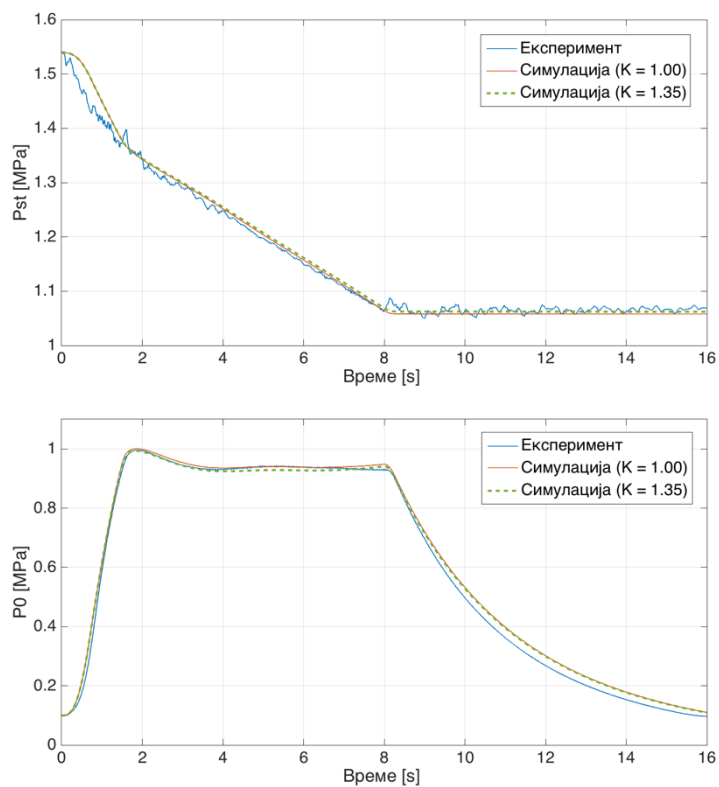 1.6
1.5
1.4
1.3
1.2
1.1
1
Pst [MPa]
Експеримент
Симулација (K = 1.00)
Симулација (K = 1.35)
0 2 4 6 8 10 12 14 16
Време [s]
1
0.8
0.6
0.4
0.2
0
P0 [MPa]
Експеримент
Симулација (K = 1.00)
Симулација (K = 1.35)
0 2 4 6 8 10 12 14 16
Време [s]